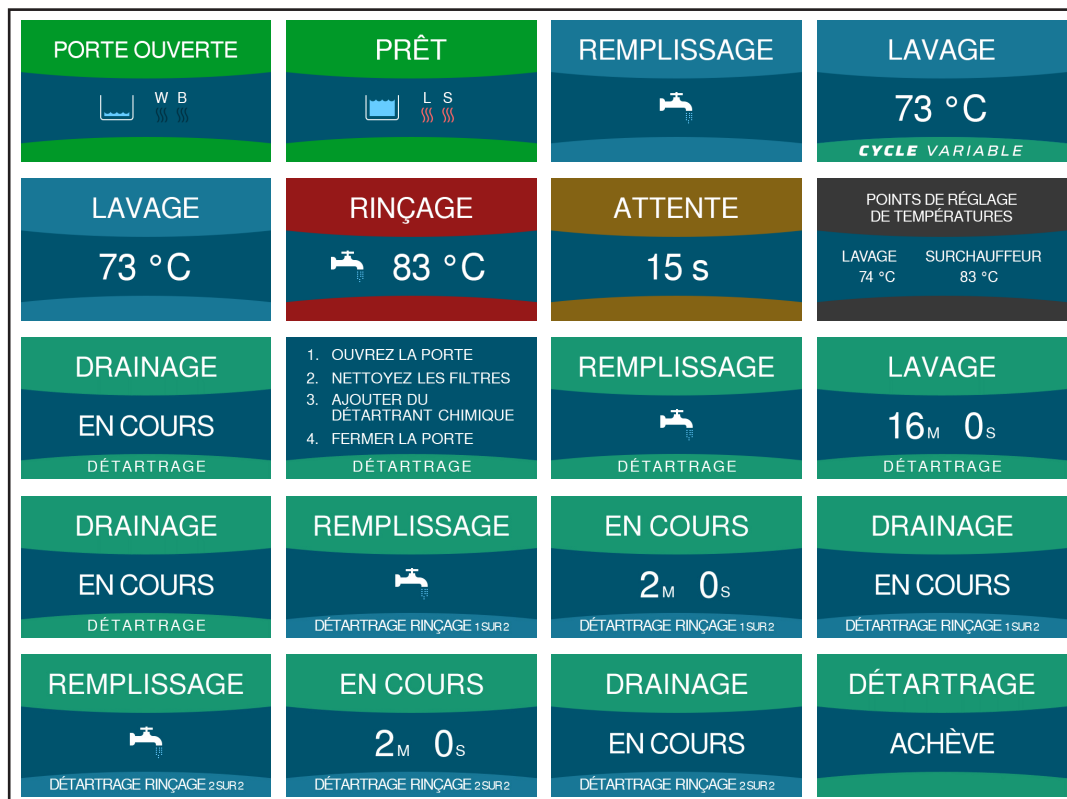 PORTE OUVERTE
W B
PRÊT
L S
REMPLISSAGE
LAVAGE
73 °C
CYCLE VARIABLE
LAVAGE
73 °C
RINÇAGE
83 °C
ATTENTE
15 s
POINTS DE RÉGLAGE
DE TEMPÉRATURES
LAVAGE SURCHAUFFEUR
74 °C 83 °C
DRAINAGE
EN COURS
DÉTARTRAGE
1. OUVREZ LA PORTE
2. NETTOYEZ LES FILTRES
3. AJOUTER DU
DÉTARTRANT CHIMIQUE
4. FERMER LA PORTE
DÉTARTRAGE
REMPLISSAGE
DÉTARTRAGE
LAVAGE
16M 0S
DÉTARTRAGE
DRAINAGE
EN COURS
DÉTARTRAGE
REMPLISSAGE
DÉTARTRAGE RINÇAGE 1 SUR 2
EN COURS
2M 0S
DÉTARTRAGE RINÇAGE 1 SUR 2
DRAINAGE
EN COURS
DÉTARTRAGE RINÇAGE 1 SUR 2
REMPLISSAGE
DÉTARTRAGE RINÇAGE 2 SUR 2
EN COURS
2M 0S
DÉTARTRAGE RINÇAGE 2 SUR 2
DRAINAGE
EN COURS
DÉTARTRAGE RINÇAGE 2 SUR 2
DÉTARTRAGE
ACHÈVE